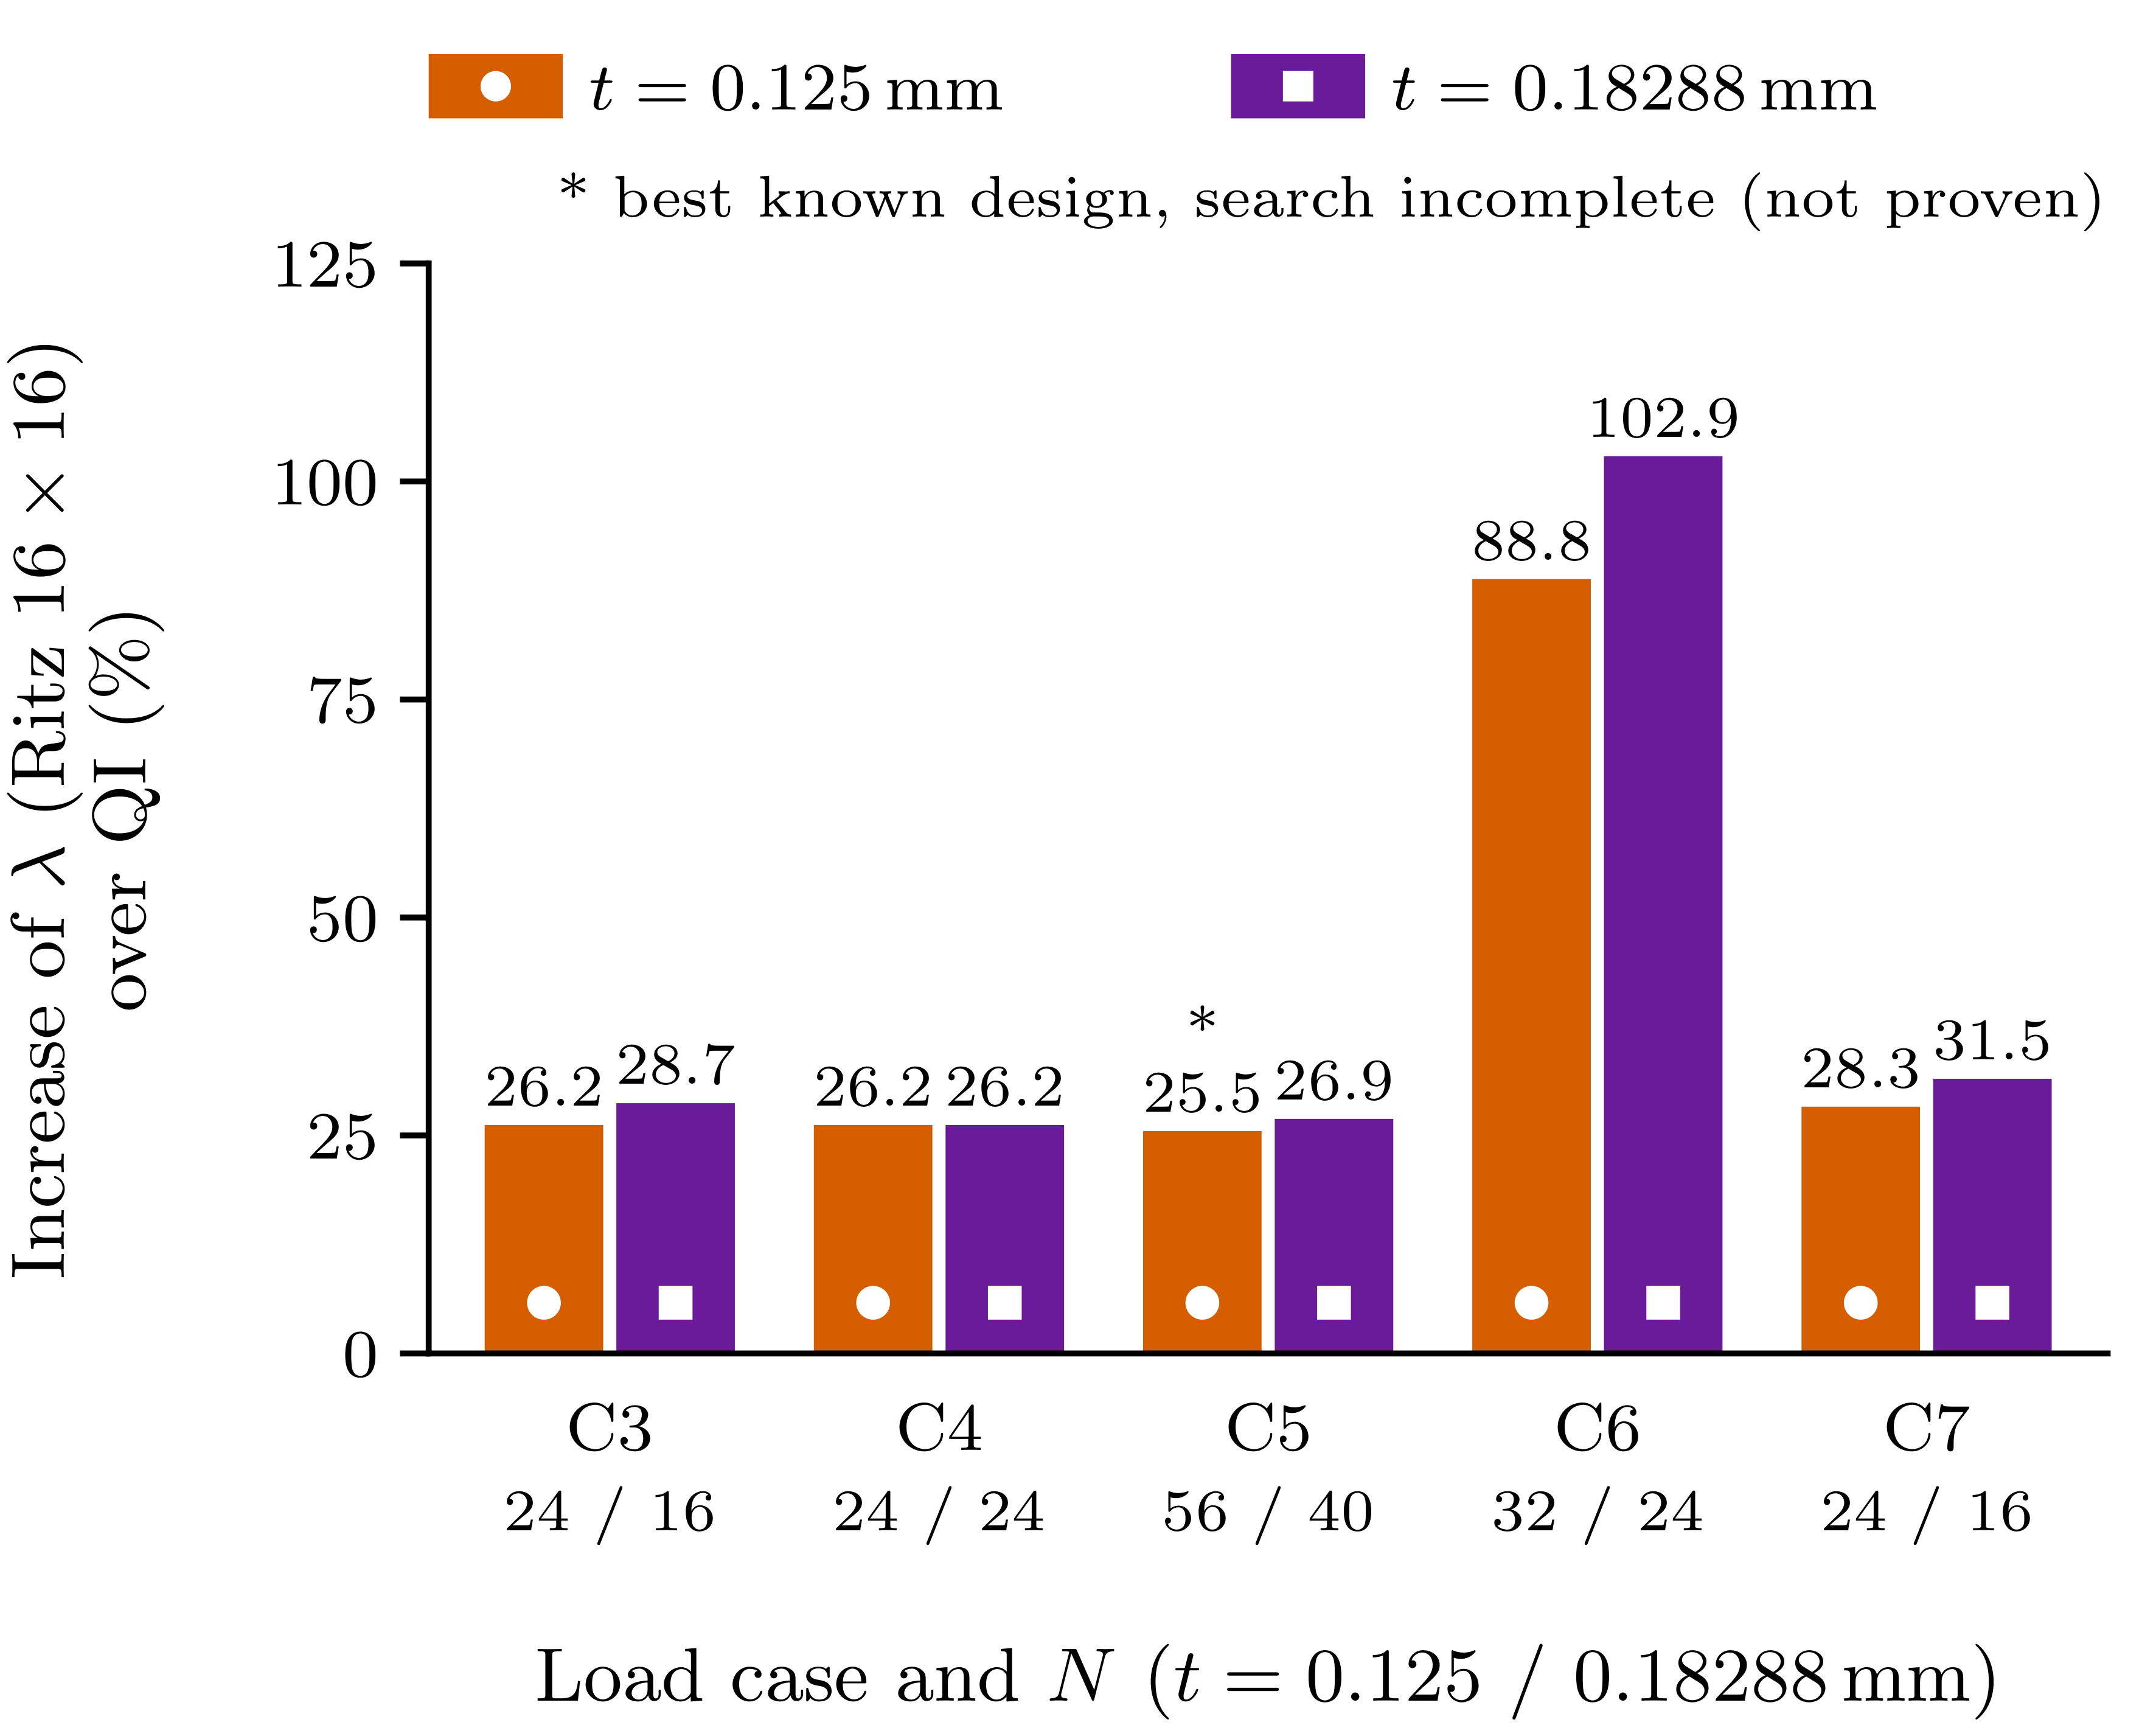 t = 0.125 mm
t = 0.18288 mm
* best known design, search incomplete (not proven)
Increase of λ (Ritz 16 × 16)
over QI (%)
125
100
75
50
25
0
26.2
28.7
26.2
26.2
*
25.5
26.9
88.8
102.9
28.3
31.5
C3
C4
C5
C6
C7
24 / 16
24 / 24
56 / 40
32 / 24
24 / 16
Load case and N (t = 0.125 / 0.18288 mm)